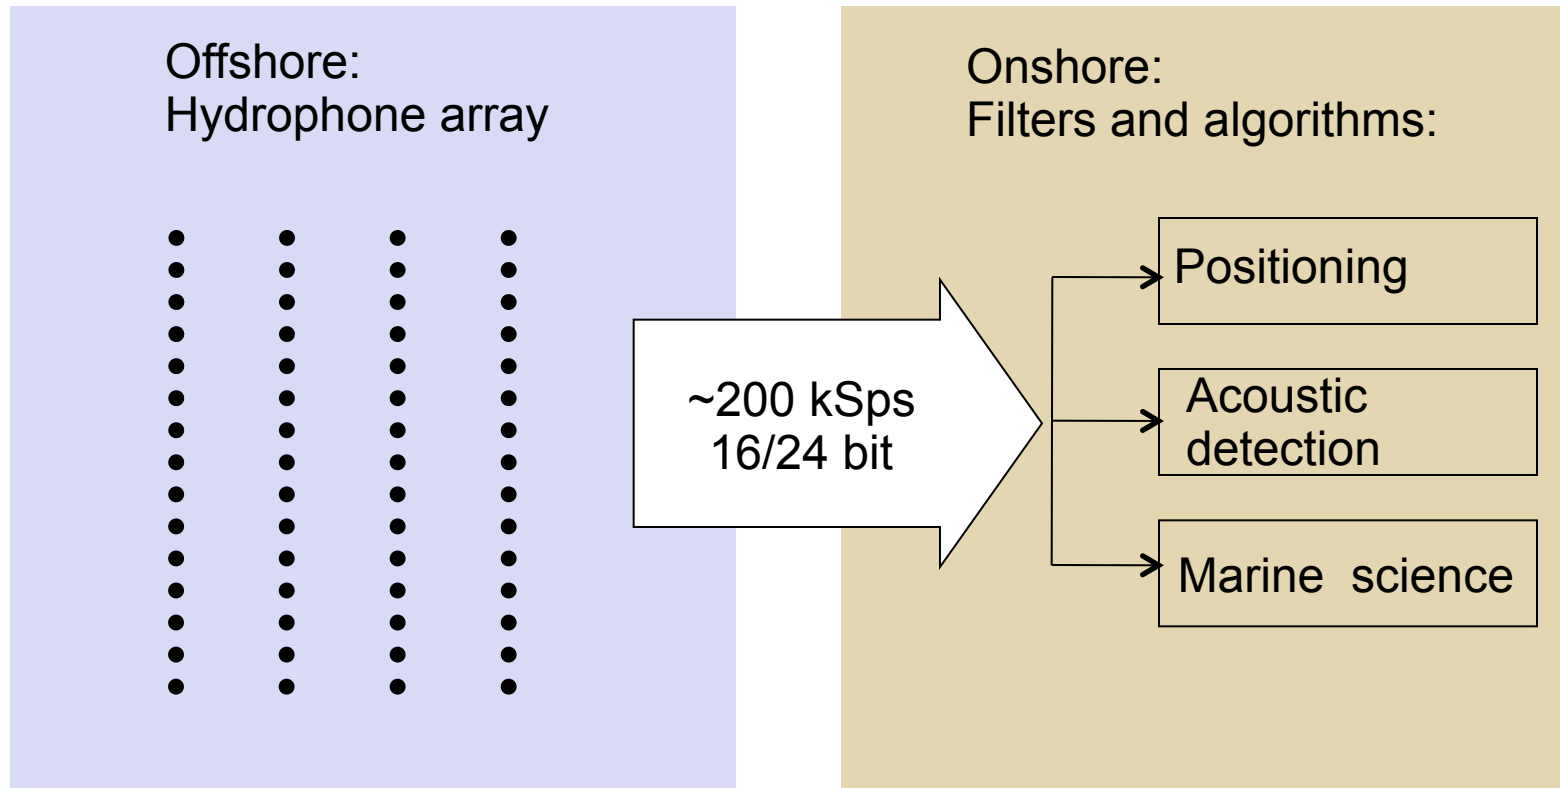 Offshore:
Hydrophone array
Onshore:
Filters and algorithms:
~200 kSps
16/24 bit
Positioning
Acoustic
detection
Marine science